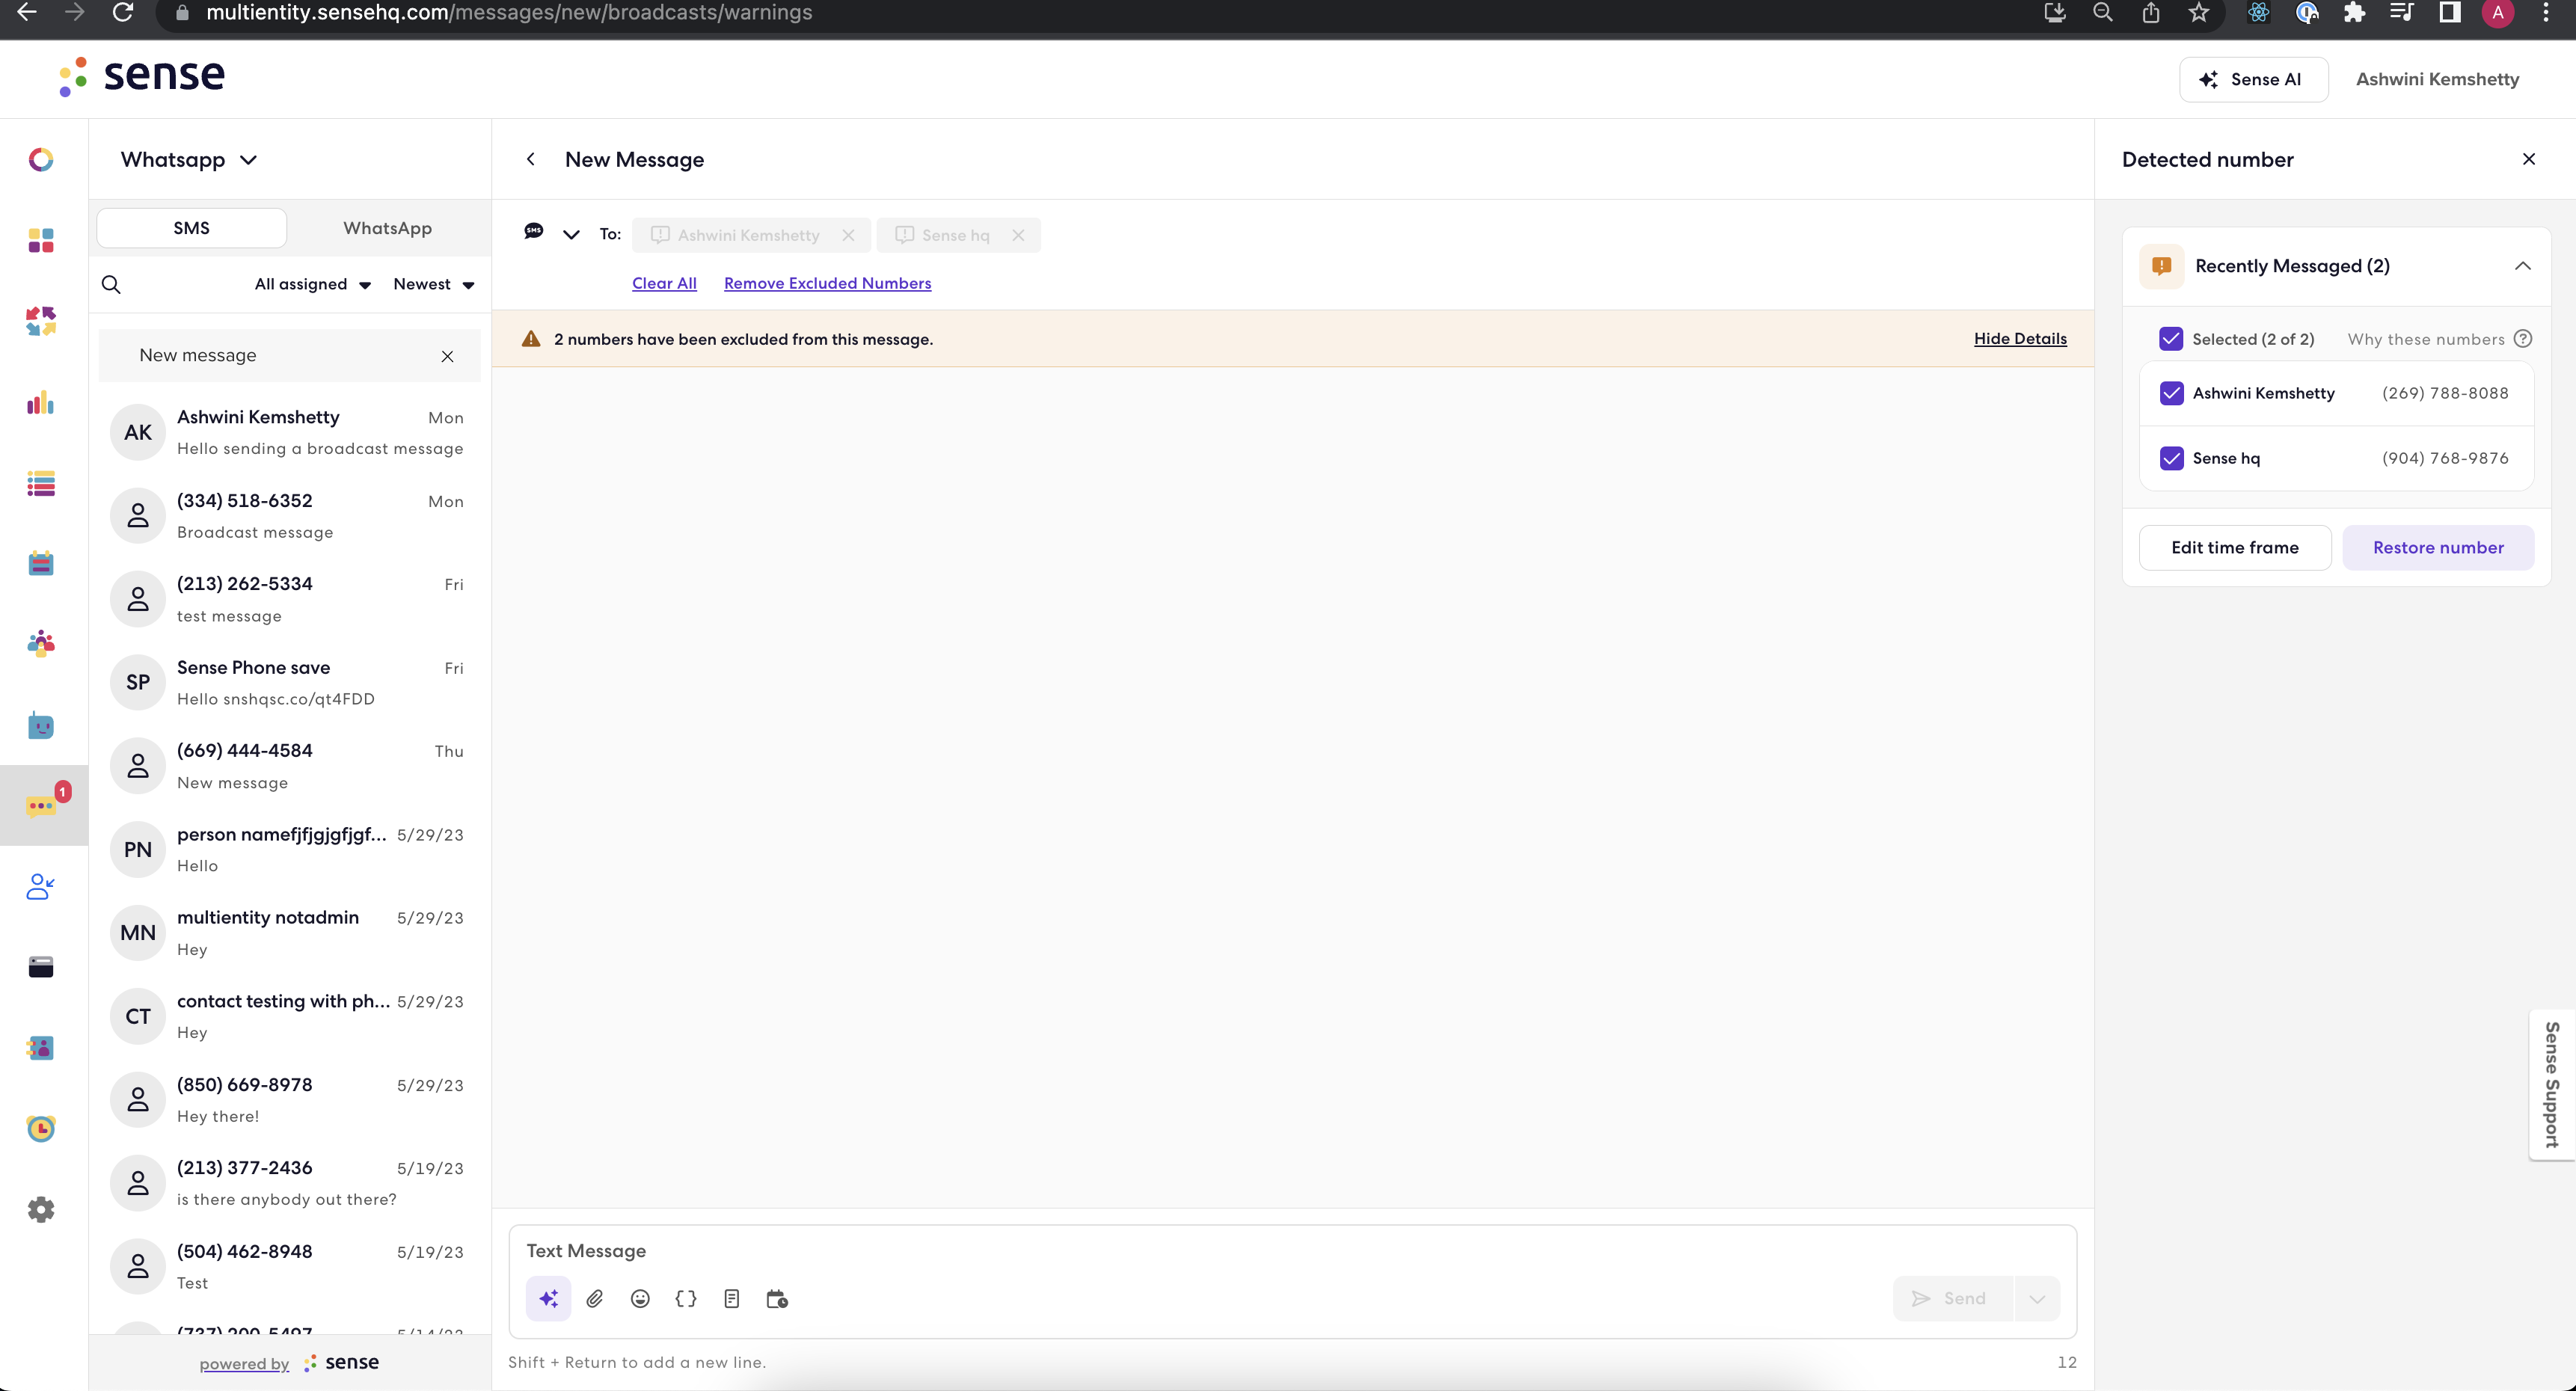 multientity.sensehq.com/messages/new/broadcasts/warnings
A
sense
Sense AI
Ashwini Kemshetty
Whatsapp
New Message
Detected number
SMS
WhatsApp
SMS
To:
Ashwini Kemshetty
Sense hq
Clear All
Remove Excluded Numbers
All assigned
Newest
2 numbers have been excluded from this message.
Hide Details
Recently Messaged (2)
Selected (2 of 2)
Why these numbers
Ashwini Kemshetty
(269) 788-8088
Sense hq
(904) 768-9876
Edit time frame
Restore number
New message
AK
Ashwini Kemshetty
Mon
Hello sending a broadcast message
(334) 518-6352
Mon
Broadcast message
(213) 262-5334
Fri
test message
SP
Sense Phone save
Fri
Hello snshqsc.co/qt4FDD
(669) 444-4584
Thu
New message
1
PN
person namefjfjgjgfjgf...
5/29/23
Hello
MN
multientity notadmin
5/29/23
Hey
CT
contact testing with ph...
5/29/23
Hey
(850) 669-8978
5/29/23
Hey there!
(213) 377-2436
5/19/23
is there anybody out there?
(504) 462-8948
5/19/23
Test
powered by
sense
Text Message
Send
Shift + Return to add a new line.
12
Sense Support